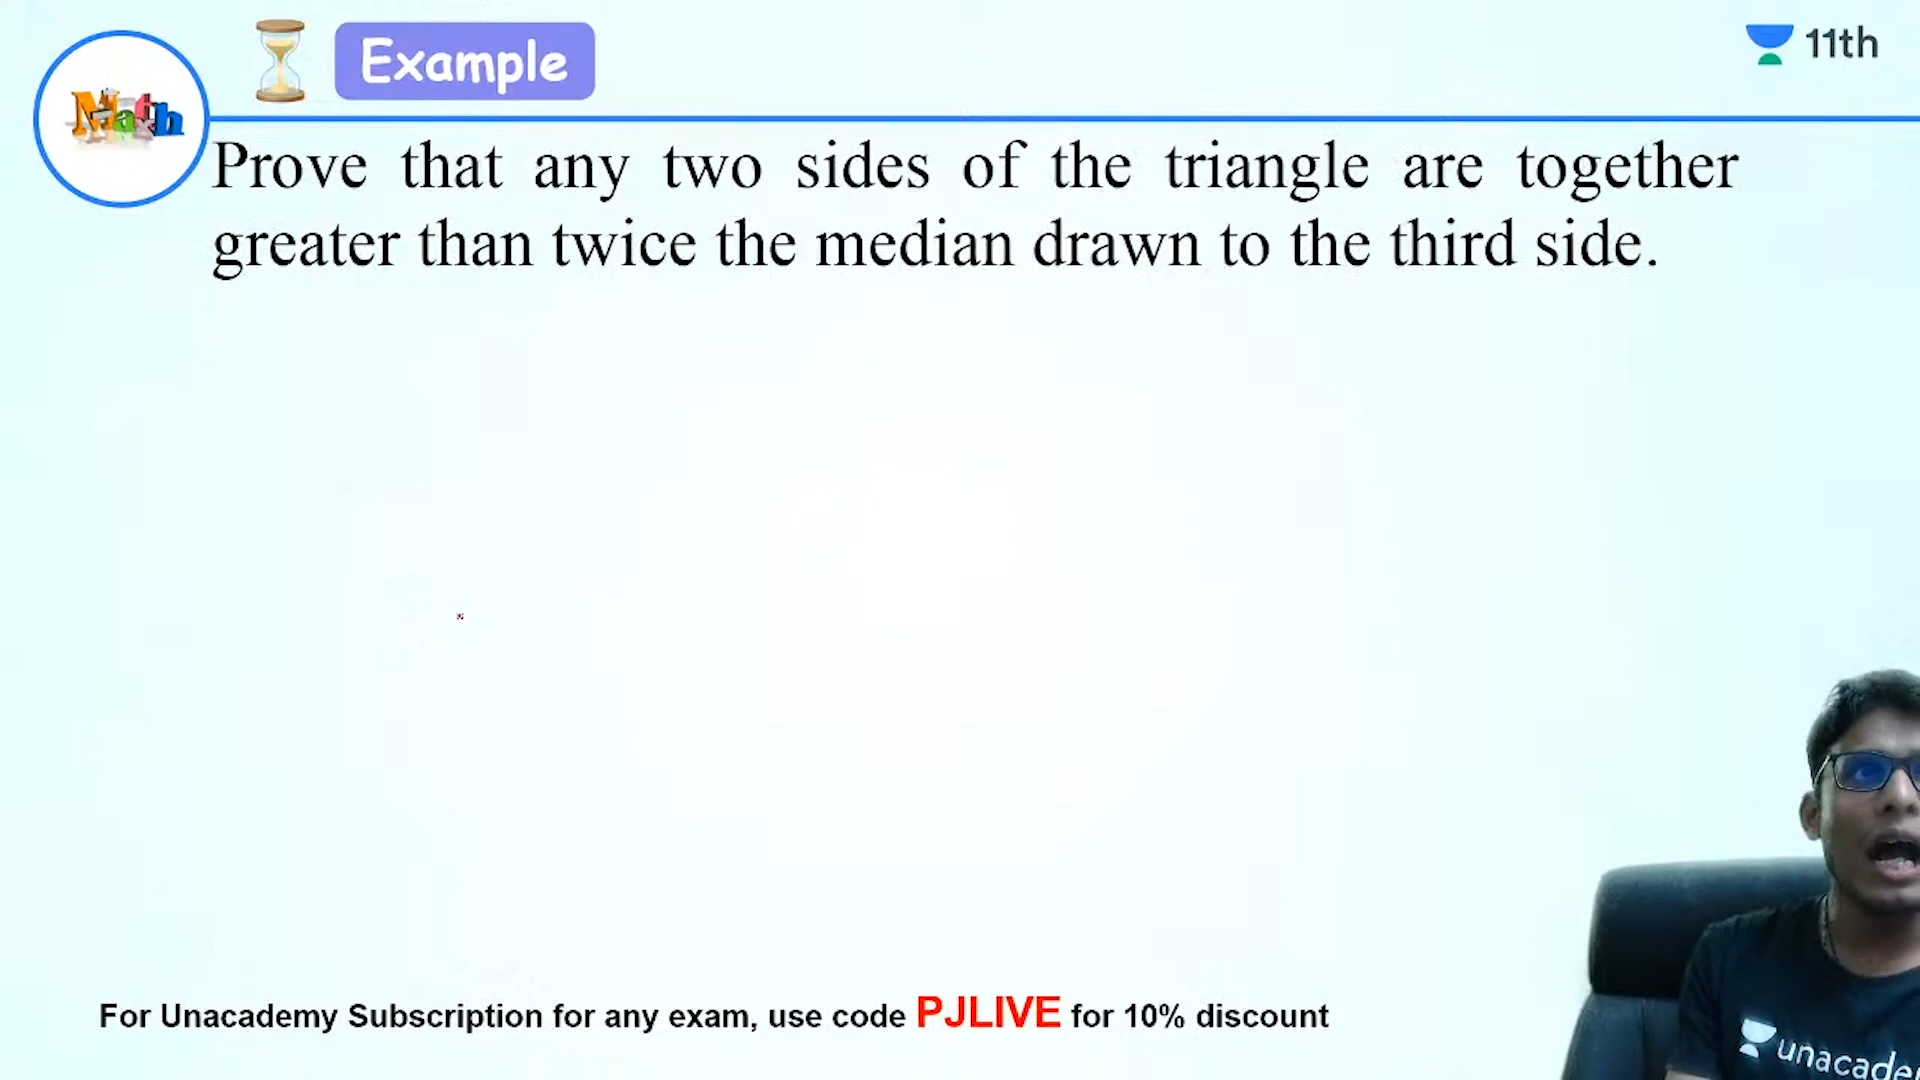 Example
11th
Math
Prove that any two sides of the triangle are together
greater than twice the median drawn to the third side.
For Unacademy Subscription for any exam, use code PJLIVE for 10% discount